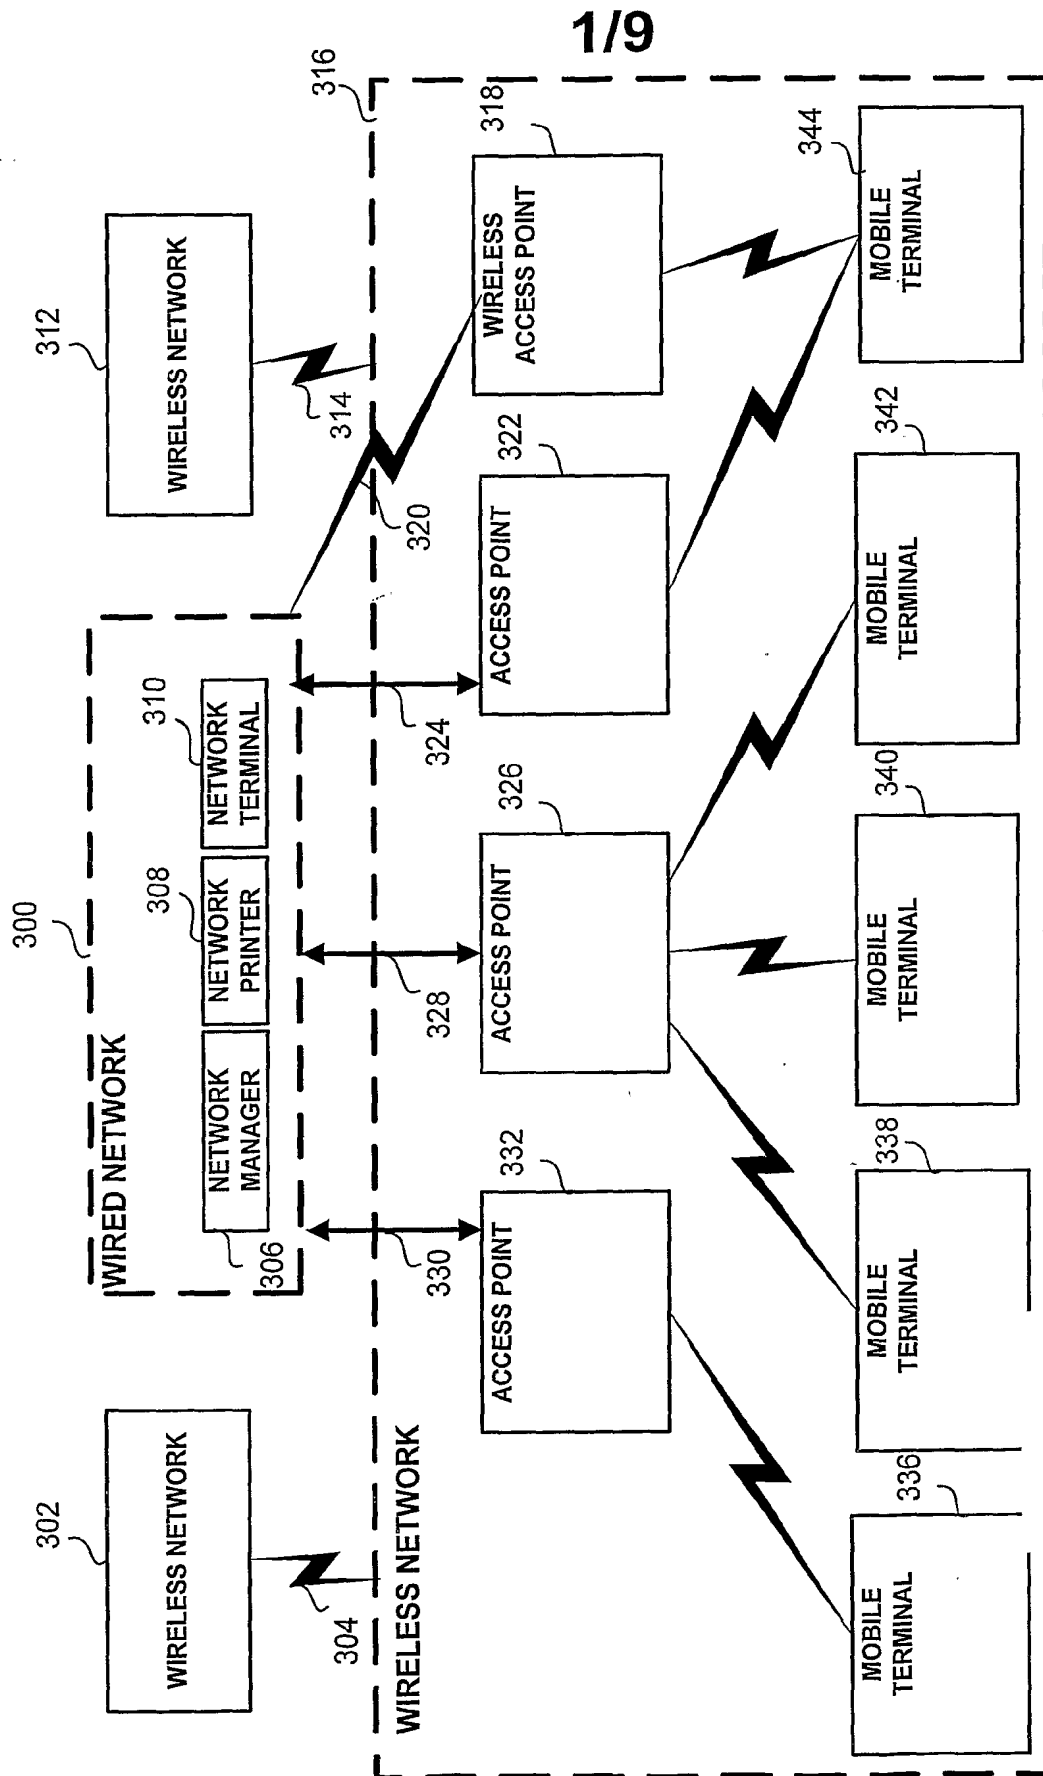 1/9
300
302
WIRELESS NETWORK
304
WIRED NETWORK
306
NETWORK
MANAGER
308
NETWORK
PRINTER
310
NETWORK
TERMINAL
312
WIRELESS NETWORK
314
316
WIRELESS NETWORK
330
328
324
320
332
ACCESS POINT
326
ACCESS POINT
322
ACCESS POINT
318
WIRELESS
ACCESS POINT
336
MOBILE
TERMINAL
338
MOBILE
TERMINAL
340
MOBILE
TERMINAL
342
MOBILE
TERMINAL
344
MOBILE
TERMINAL